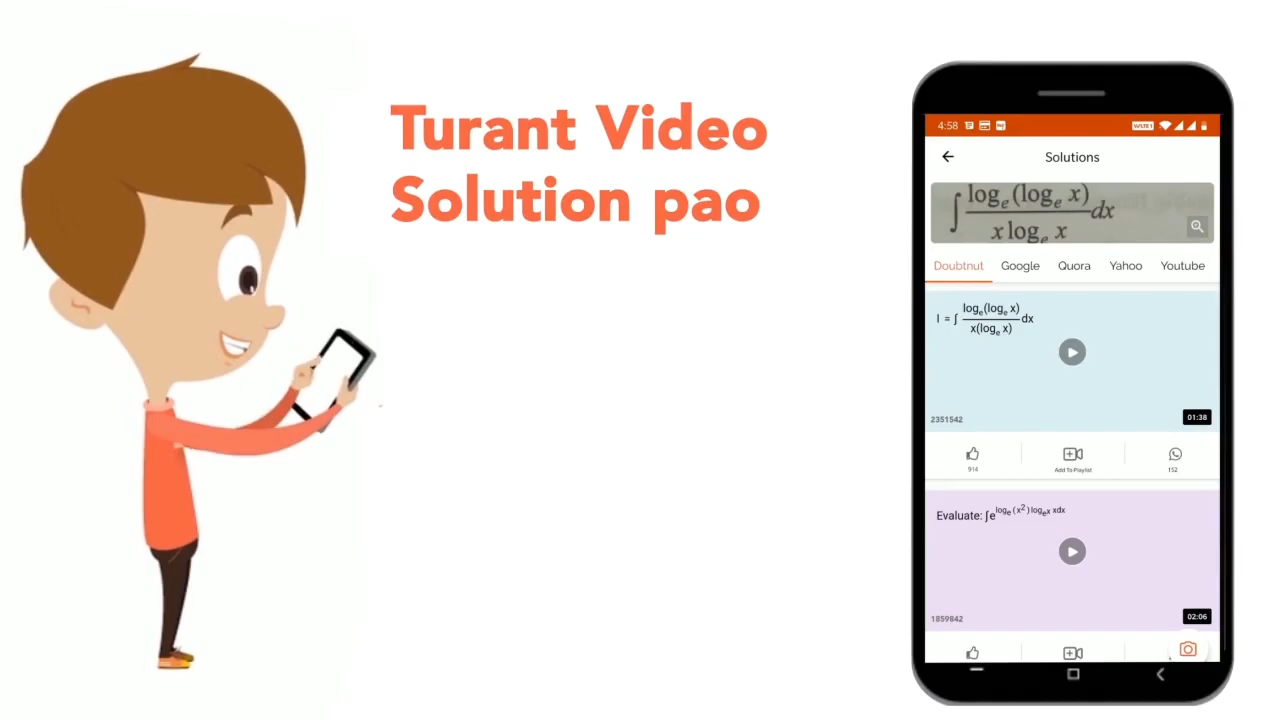 Turant Video
Solution pao
4:58
Solutions
∫ logₑ(logₑ x) / x logₑ x dx
Doubtnut Google Quora Yahoo Youtube
I = ∫ logₑ(logₑ x) / x(logₑ x) dx
2351542 01:38
914 Add To Playlist 152
Evaluate: ∫e^logₑ(x²)logₑx xdx
1859842 02:06